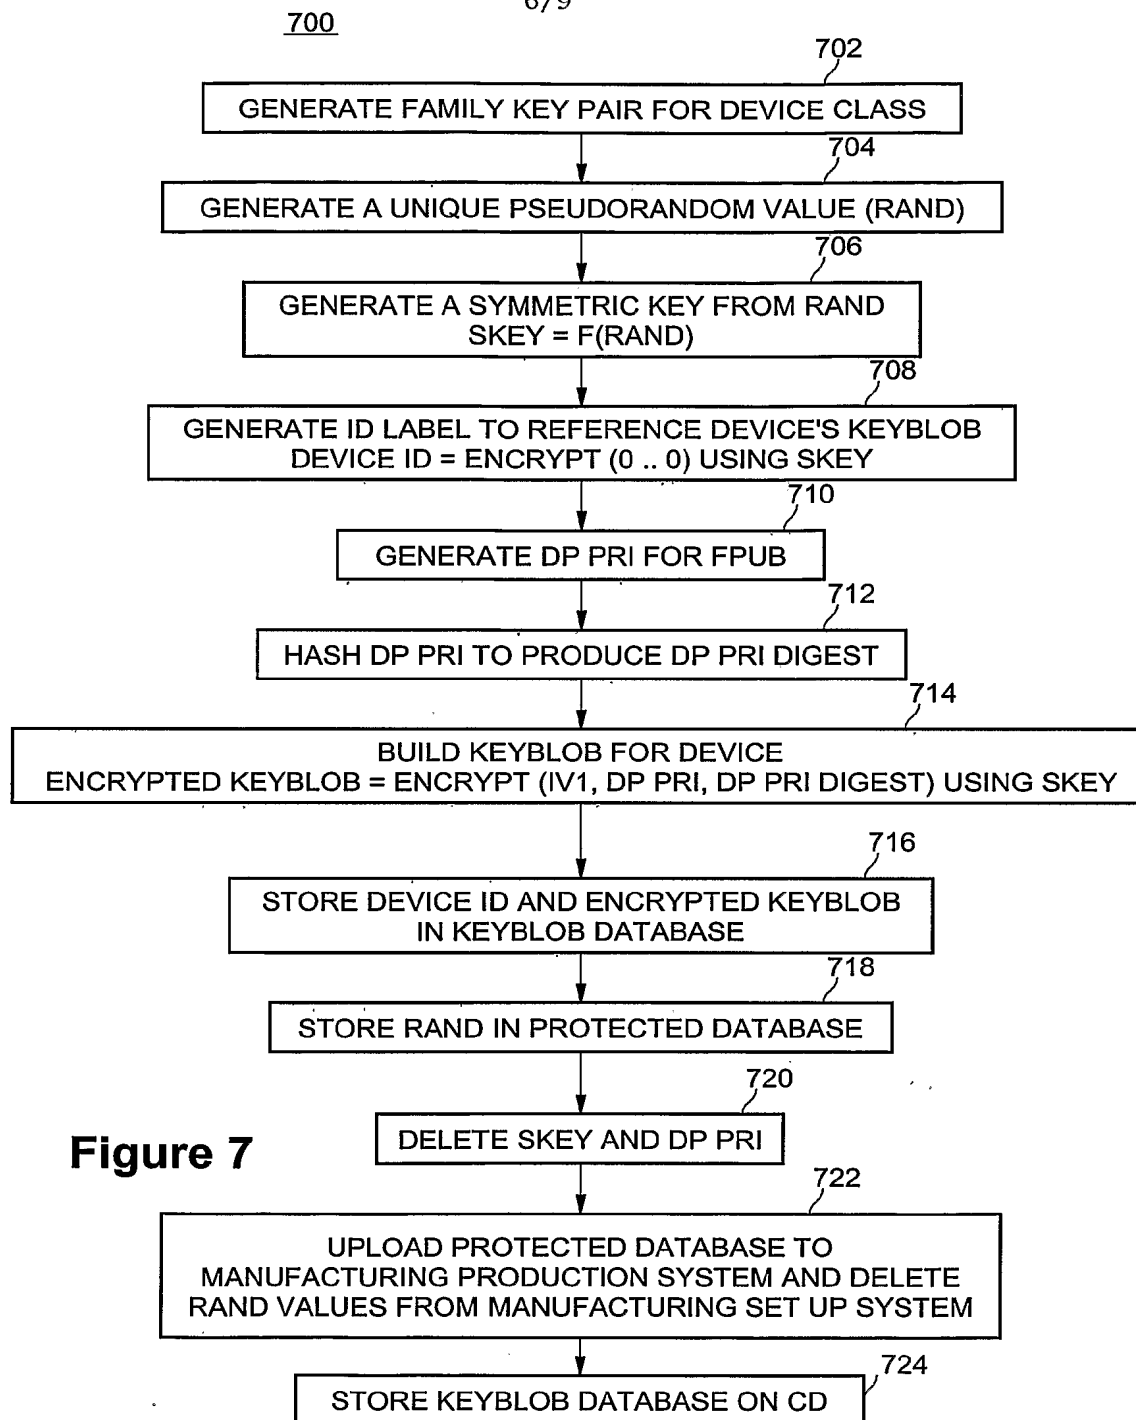 6/9
700
702
GENERATE FAMILY KEY PAIR FOR DEVICE CLASS
704
GENERATE A UNIQUE PSEUDORANDOM VALUE (RAND)
706
GENERATE A SYMMETRIC KEY FROM RAND
SKEY = F(RAND)
708
GENERATE ID LABEL TO REFERENCE DEVICE'S KEYBLOB
DEVICE ID = ENCRYPT (0 .. 0) USING SKEY
710
GENERATE DP PRI FOR FPUB
712
HASH DP PRI TO PRODUCE DP PRI DIGEST
714
BUILD KEYBLOB FOR DEVICE
ENCRYPTED KEYBLOB = ENCRYPT (IV1, DP PRI, DP PRI DIGEST) USING SKEY
716
STORE DEVICE ID AND ENCRYPTED KEYBLOB
IN KEYBLOB DATABASE
718
STORE RAND IN PROTECTED DATABASE
720
DELETE SKEY AND DP PRI
Figure 7
722
UPLOAD PROTECTED DATABASE TO
MANUFACTURING PRODUCTION SYSTEM AND DELETE
RAND VALUES FROM MANUFACTURING SET UP SYSTEM
724
STORE KEYBLOB DATABASE ON CD